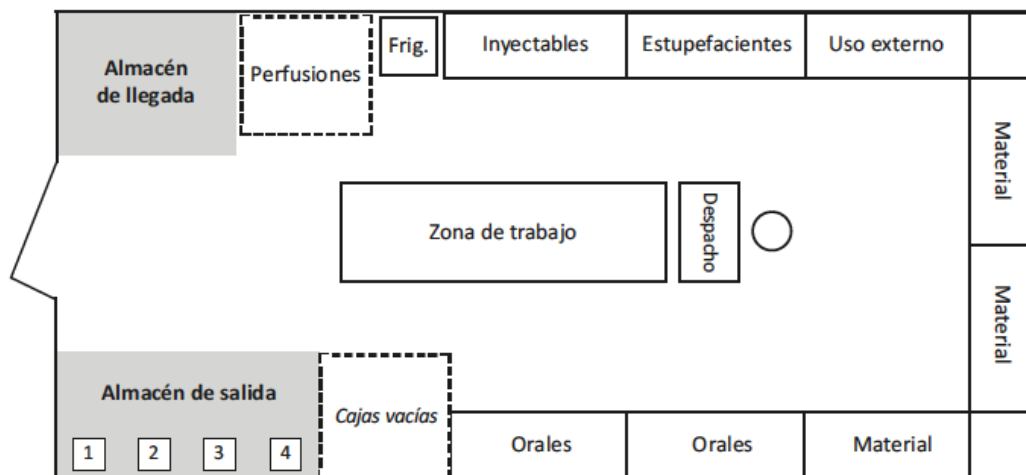 Almacén
de llegada
Perfusiones
Frig.
Inyectables
Estupefacientes
Uso externo
Material
Zona de trabajo
Despacho
Material
Almacén de salida
1 2 3 4
Cajas vacías
Orales
Orales
Material